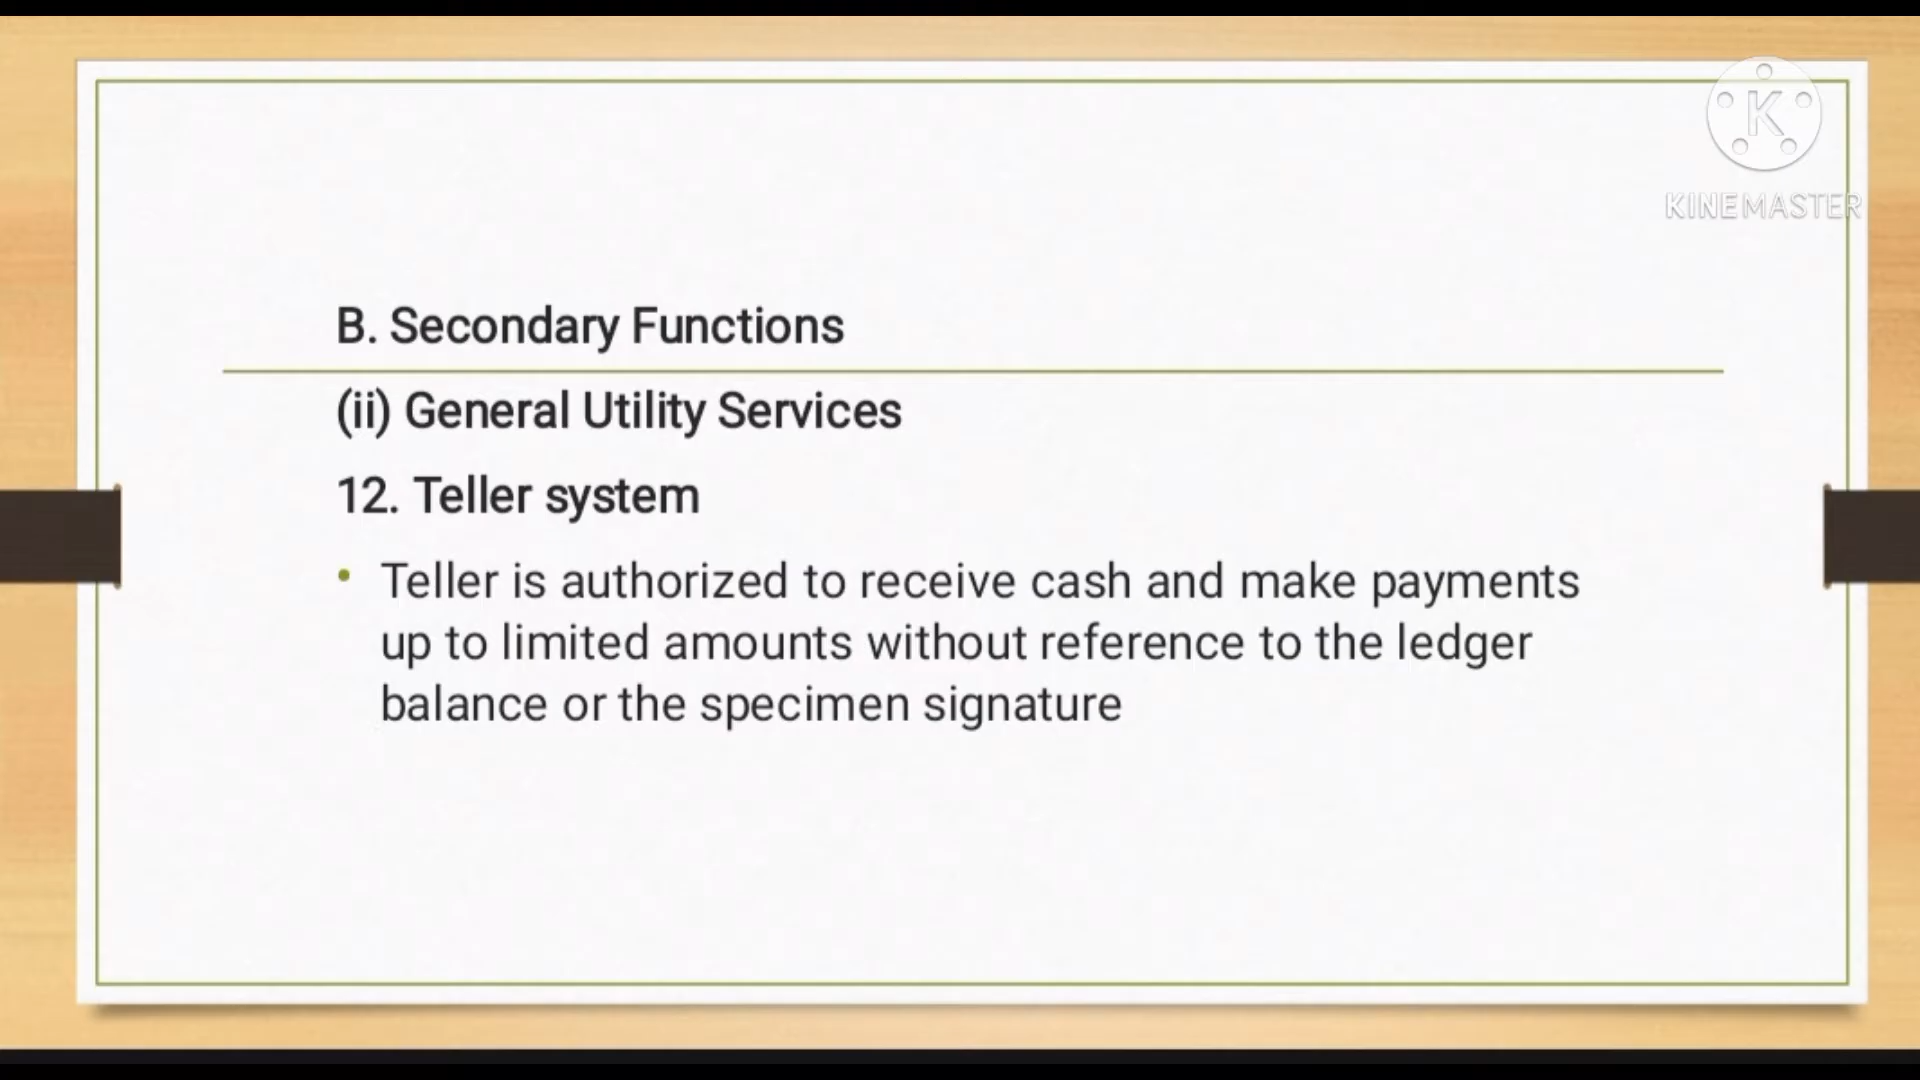 K
KINEMASTER
B. Secondary Functions
(ii) General Utility Services
12. Teller system
• Teller is authorized to receive cash and make payments
up to limited amounts without reference to the ledger
balance or the specimen signature